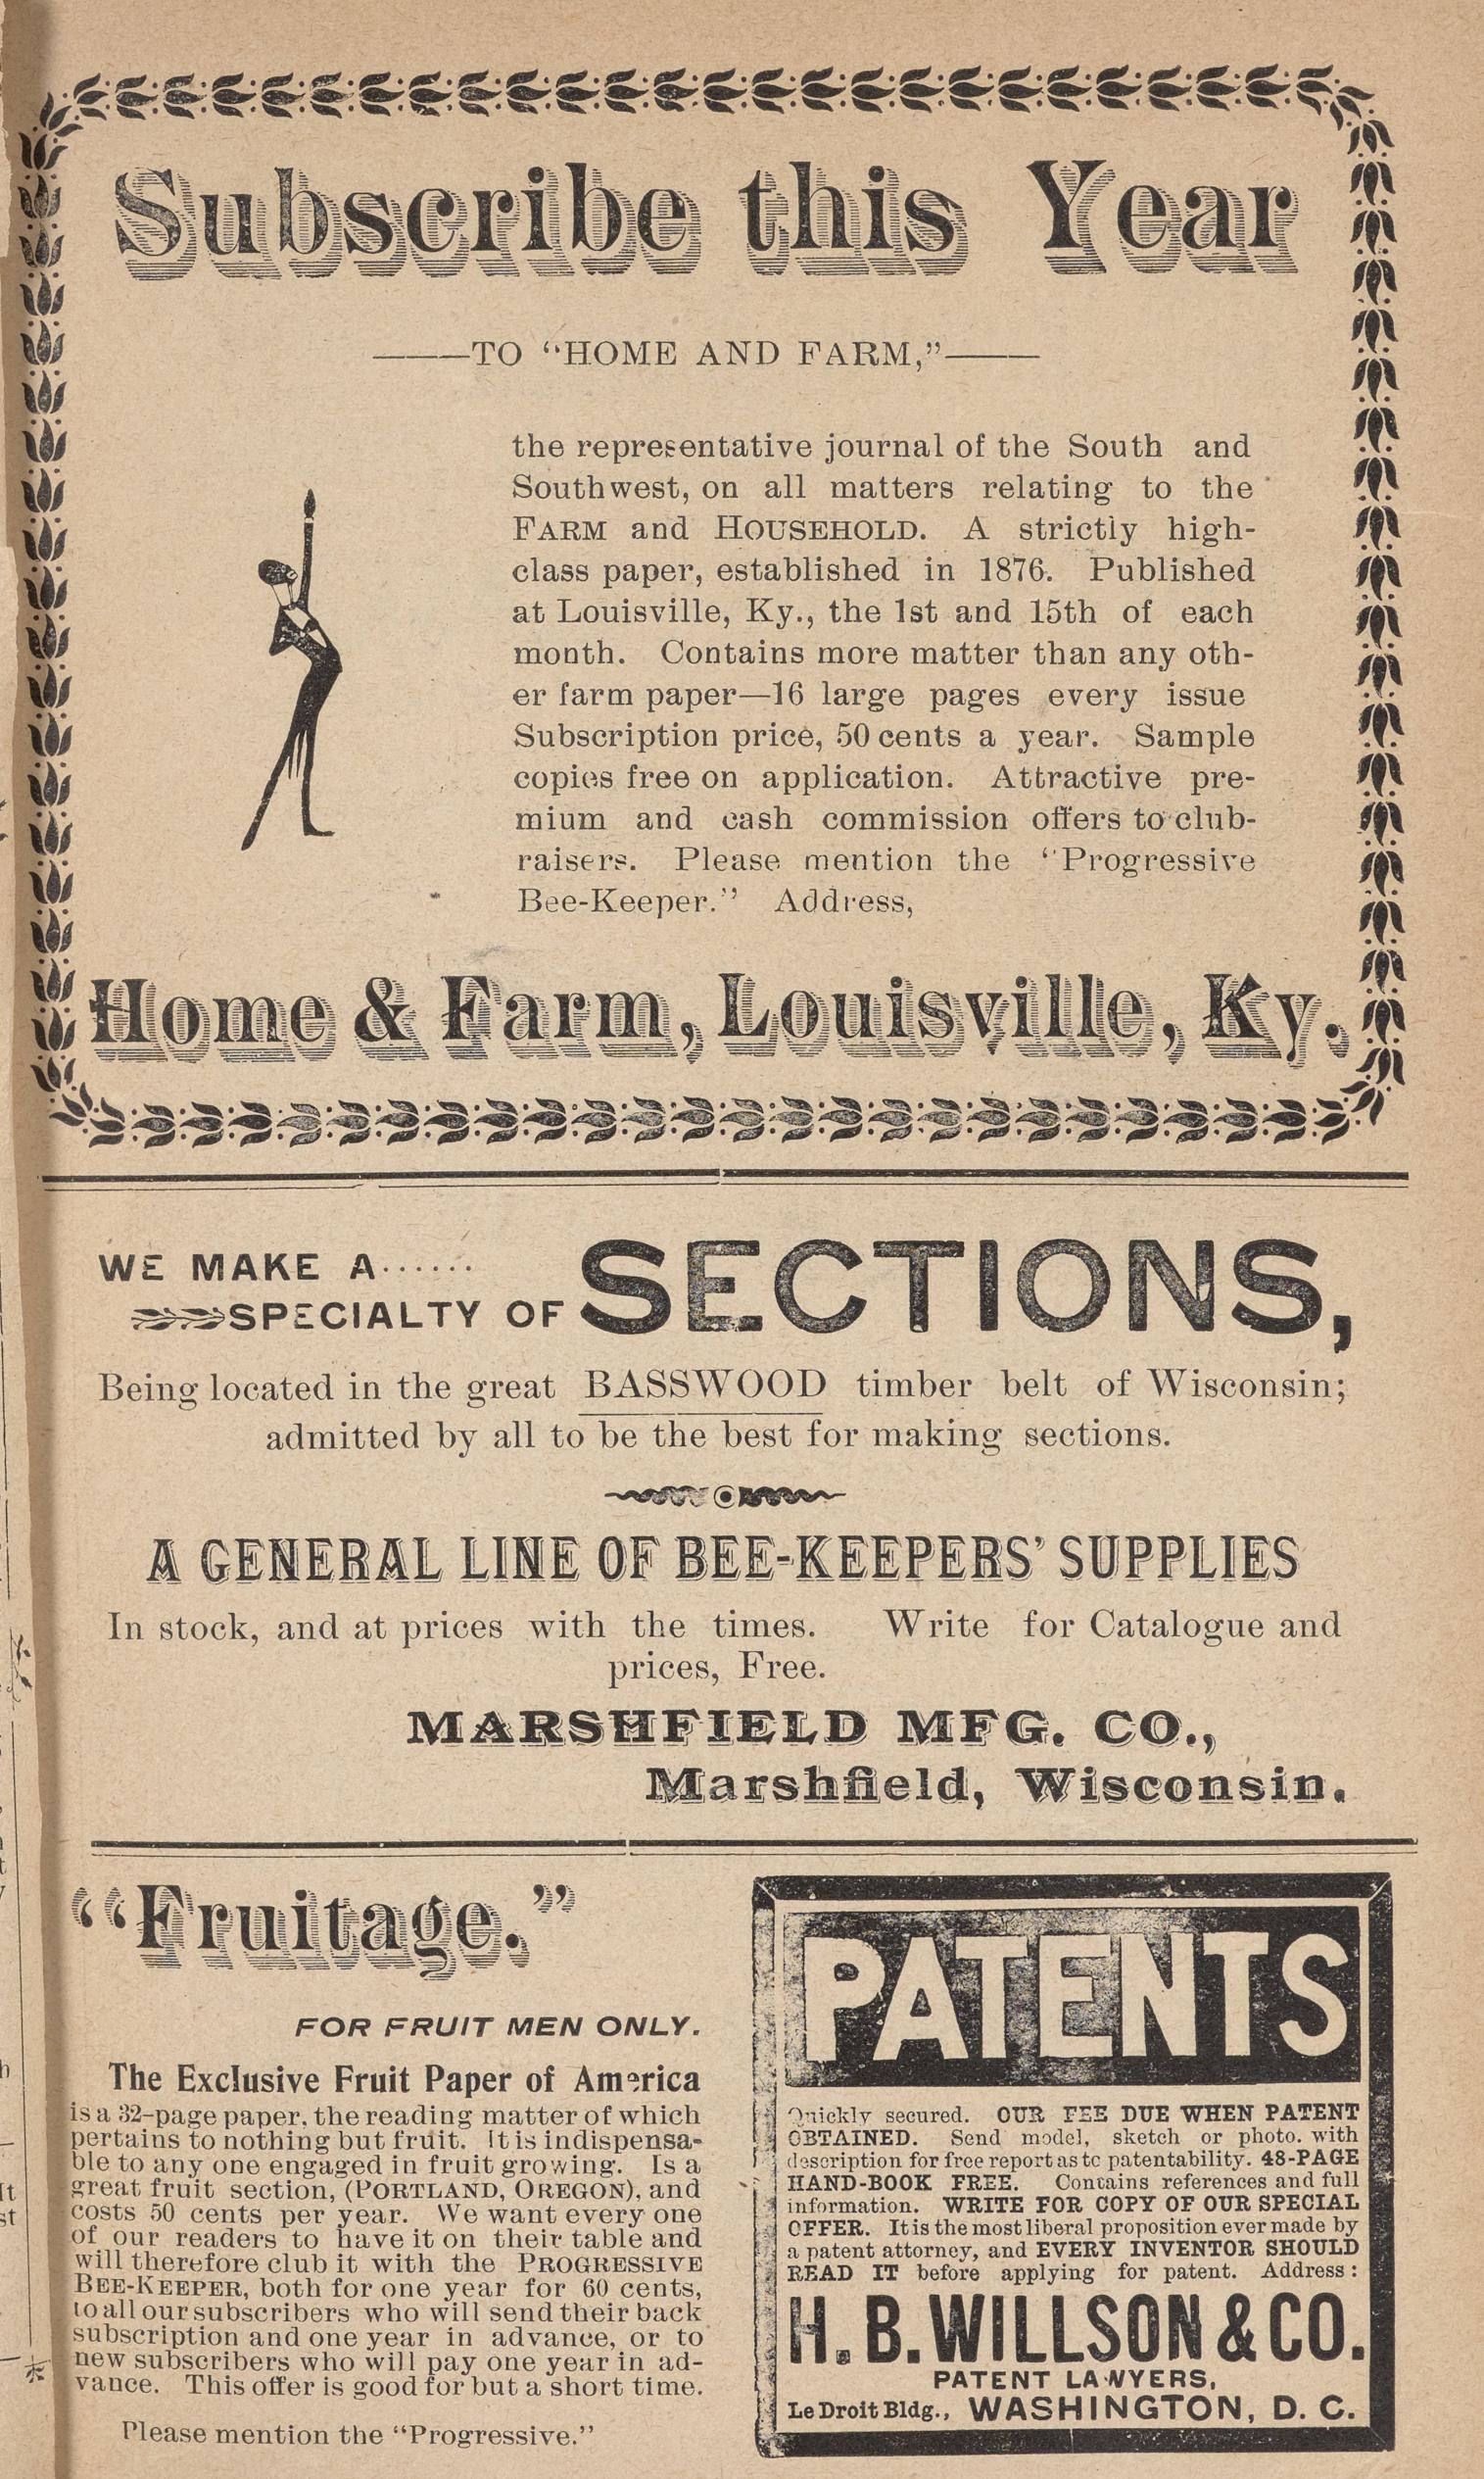 Subscribe this Year
——TO “HOME AND FARM,”——
the representative journal of the South and
Southwest, on all matters relating to the
FARM and HOUSEHOLD. A strictly high-
class paper, established in 1876. Published
at Louisville, Ky., the 1st and 15th of each
month. Contains more matter than any oth-
er farm paper—16 large pages every issue
Subscription price, 50 cents a year. Sample
copies free on application. Attractive pre-
mium and cash commission offers to club-
raisers. Please mention the “Progressive
Bee-Keeper.” Address,
Home & Farm, Louisville, Ky.
WE MAKE A......
SPECIALTY OF SECTIONS,
Being located in the great BASSWOOD timber belt of Wisconsin;
admitted by all to be the best for making sections.
A GENERAL LINE OF BEE-KEEPERS’ SUPPLIES
In stock, and at prices with the times. Write for Catalogue and
prices, Free.
MARSHFIELD MFG. CO.,
Marshfield, Wisconsin.
“Fruitage.”
FOR FRUIT MEN ONLY.
The Exclusive Fruit Paper of America
is a 32-page paper, the reading matter of which
pertains to nothing but fruit. It is indispensa-
ble to any one engaged in fruit growing. Is a
great fruit section, (PORTLAND, OREGON), and
costs 50 cents per year. We want every one
of our readers to have it on their table and
will therefore club it with the PROGRESSIVE
BEE-KEEPER, both for one year for 60 cents,
to all our subscribers who will send their back
subscription and one year in advance, or to
new subscribers who will pay one year in ad-
vance. This offer is good for but a short time.
Please mention the “Progressive.”
PATENTS
Quickly secured. OUR FEE DUE WHEN PATENT
OBTAINED. Send model, sketch or photo. with
description for free report as to patentability. 48-PAGE
HAND-BOOK FREE. Contains references and full
information. WRITE FOR COPY OF OUR SPECIAL
OFFER. It is the most liberal proposition ever made by
a patent attorney, and EVERY INVENTOR SHOULD
READ IT before applying for patent. Address:
H. B. WILLSON & CO.
PATENT LAWYERS,
Le Droit Bldg., WASHINGTON, D. C.